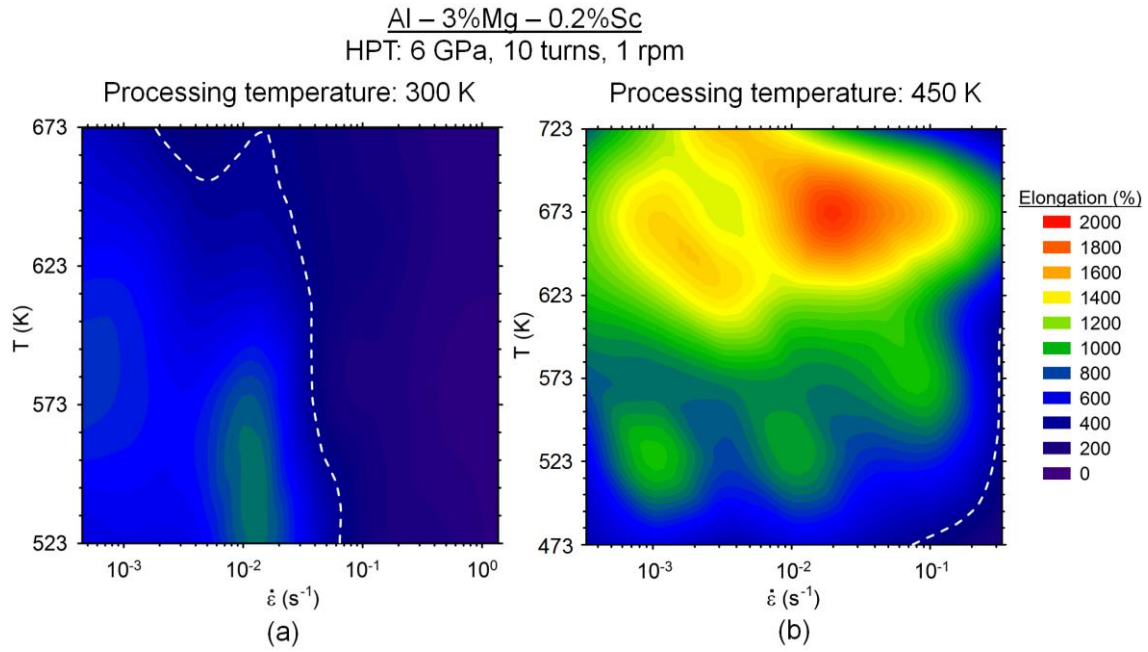 Al – 3%Mg – 0.2%Sc
HPT: 6 GPa, 10 turns, 1 rpm
Processing temperature: 300 K
673
623
573
523
T (K)
10⁻³
10⁻²
10⁻¹
10⁰
ε̇ (s⁻¹)
(a)
Processing temperature: 450 K
723
673
623
573
523
473
T (K)
10⁻³
10⁻²
10⁻¹
ε̇ (s⁻¹)
(b)
Elongation (%)
2000
1800
1600
1400
1200
1000
800
600
400
200
0